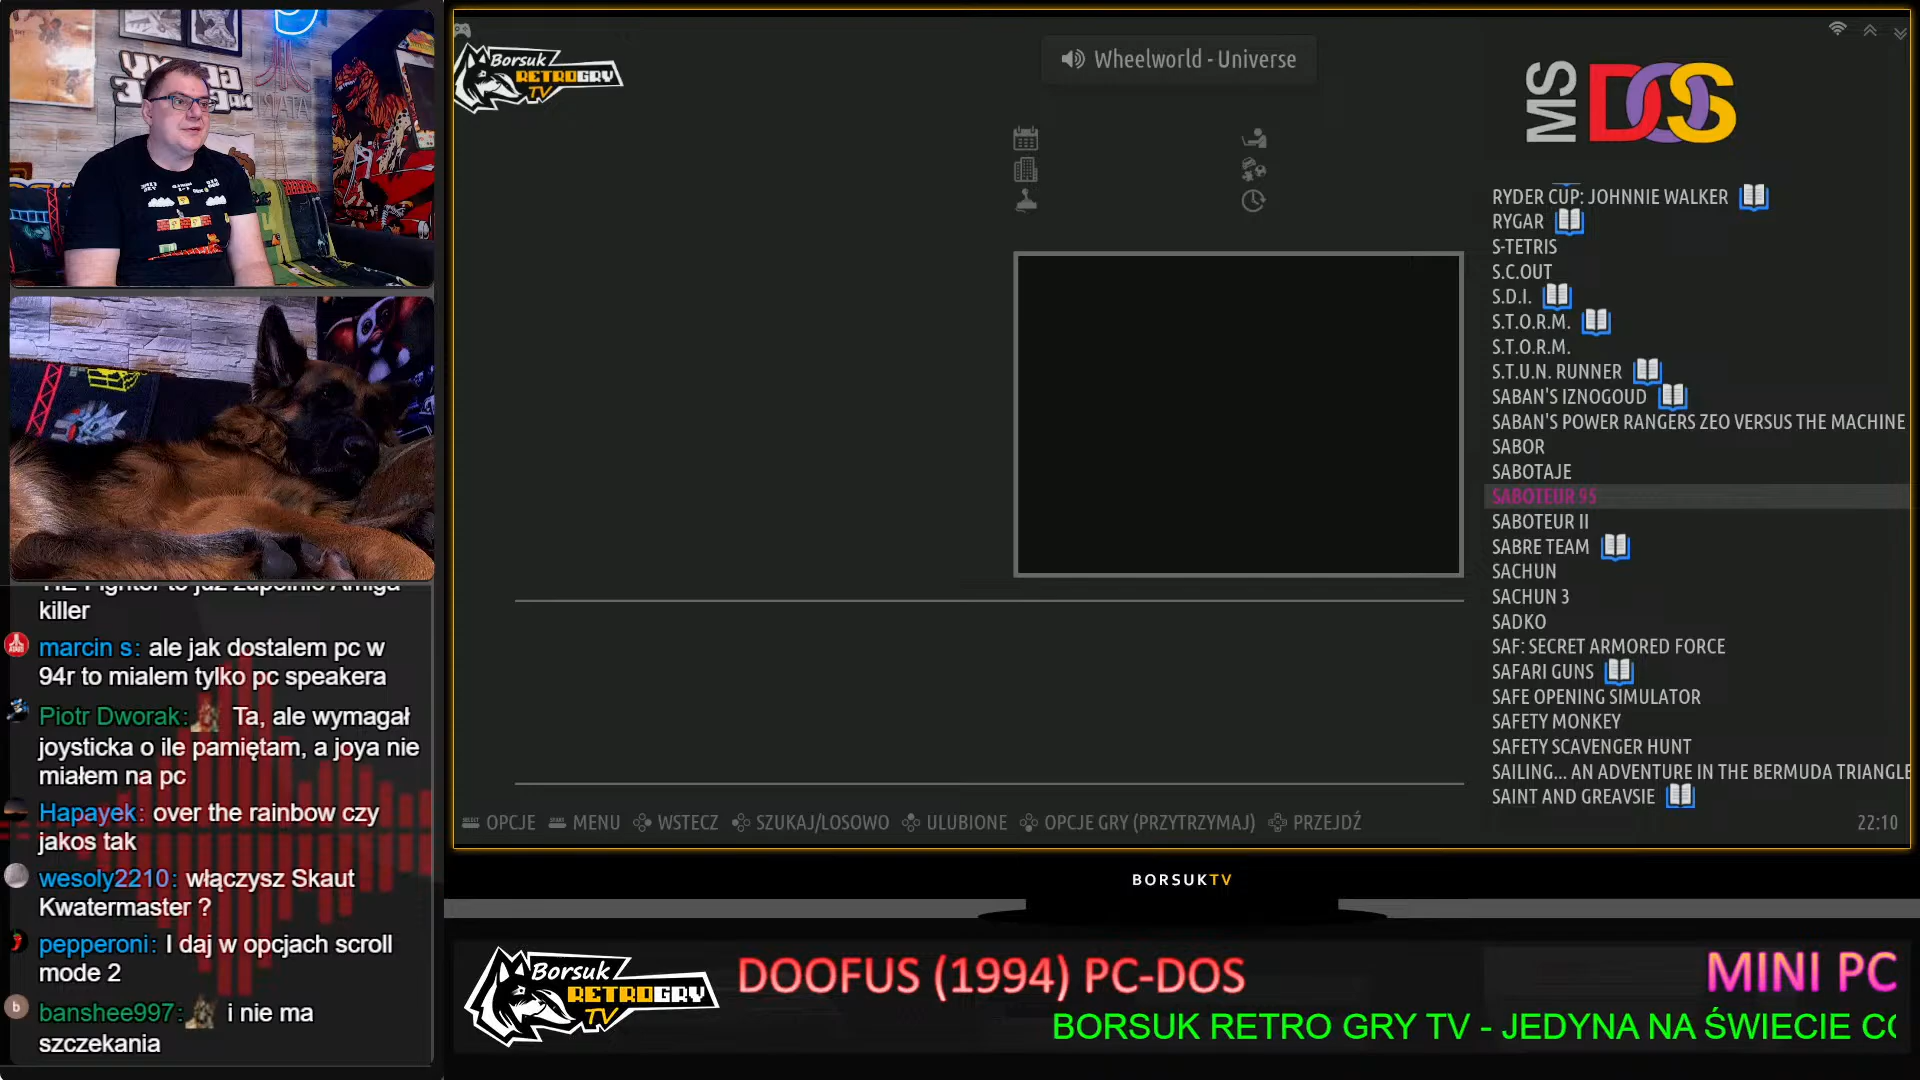 Borsuk
RETROGRY
TV
Wheelworld - Universe
MS
DOS
RYDER CUP: JOHNNIE WALKER
RYGAR
S-TETRIS
S.C.OUT
S.D.I.
S.T.O.R.M.
S.T.O.R.M.
S.T.U.N. RUNNER
SABAN'S IZNOGOUD
SABAN'S POWER RANGERS ZEO VERSUS THE MACHINE
SABOR
SABOTAJE
SABOTEUR 95
SABOTEUR II
SABRE TEAM
SACHUN
SACHUN 3
SADKO
SAF: SECRET ARMORED FORCE
SAFARI GUNS
SAFE OPENING SIMULATOR
SAFETY MONKEY
SAFETY SCAVENGER HUNT
SAILING... AN ADVENTURE IN THE BERMUDA TRIANGLE
SAINT AND GREAVSIE
OPCJE
MENU
WSTECZ
SZUKAJ/LOSOWO
ULUBIONE
OPCJE GRY (PRZYTRZYMAJ)
PRZEJDŹ
22:10
killer
marcin s: ale jak dostalem pc w
94r to mialem tylko pc speakera
Piotr Dworak: Ta, ale wymagał
joysticka o ile pamiętam, a joya nie
miałem na pc
Hapayek: over the rainbow czy
jakos tak
wesoly2210: włączysz Skaut
Kwatermaster ?
pepperoni: I daj w opcjach scroll
mode 2
b
banshee997: i nie ma
szczekania
BORSUKTV
Borsuk
RETROGRY
TV
DOOFUS (1994) PC-DOS
MINI PC
BORSUK RETRO GRY TV - JEDYNA NA ŚWIECIE CO